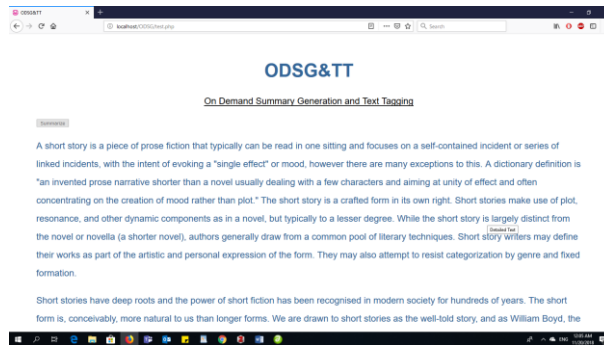 ODSG&TT
localhost/ODSG/text.php
Search
ODSG&TT
On Demand Summary Generation and Text Tagging
Summarize
A short story is a piece of prose fiction that typically can be read in one sitting and focuses on a self-contained incident or series of
linked incidents, with the intent of evoking a "single effect" or mood, however there are many exceptions to this. A dictionary definition is
"an invented prose narrative shorter than a novel usually dealing with a few characters and aiming at unity of effect and often
concentrating on the creation of mood rather than plot." The short story is a crafted form in its own right. Short stories make use of plot,
resonance, and other dynamic components as in a novel, but typically to a lesser degree. While the short story is largely distinct from
the novel or novella (a shorter novel), authors generally draw from a common pool of literary techniques. Short story writers may define
Detailed Text
their works as part of the artistic and personal expression of the form. They may also attempt to resist categorization by genre and fixed
formation.
Short stories have deep roots and the power of short fiction has been recognised in modern society for hundreds of years. The short
form is, conceivably, more natural to us than longer forms. We are drawn to short stories as the well-told story, and as William Boyd, the
ENG
12:05 AM
11/20/2018